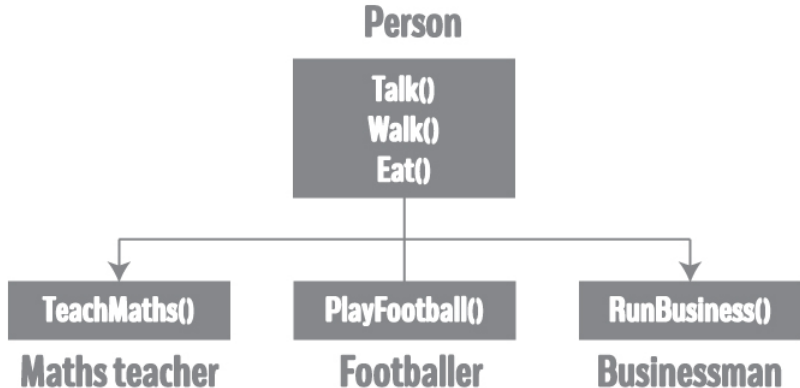 Person
Talk()
Walk()
Eat()
TeachMaths()
PlayFootball()
RunBusiness()
Maths teacher
Footballer
Businessman